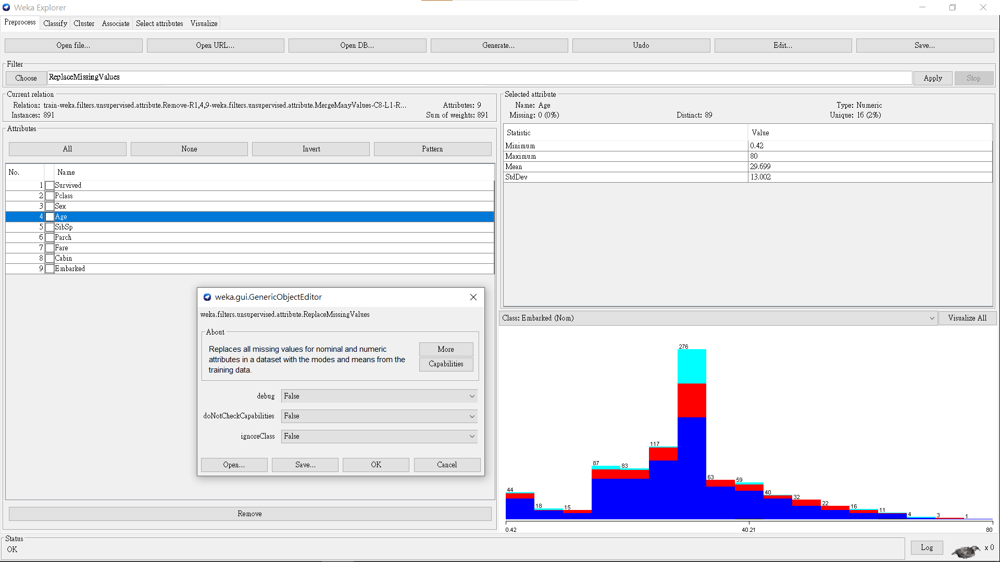 Weka Explorer
Preprocess Classify Cluster Associate Select attributes Visualize
Open file... Open URL... Open DB... Generate... Undo Edit... Save...
Filter
Choose ReplaceMissingValues Apply Stop
Current relation
Relation: train-weka.filters.unsupervised.attribute.Remove-R1,4,9-weka.filters.unsupervised.attribute.MergeManyValues-C8-L1-R... Attributes: 9
Instances: 891 Sum of weights: 891
Attributes
All None Invert Pattern
No. Name
1 Survived
2 Pclass
3 Sex
4 Age
5 SibSp
6 Parch
7 Fare
8 Cabin
9 Embarked
Remove
Selected attribute
Name: Age Type: Numeric
Missing: 0 (0%) Distinct: 89 Unique: 16 (2%)
Statistic Value
Minimum 0.42
Maximum 80
Mean 29.699
StdDev 13.002
Class: Embarked (Nom) Visualize All
44 18 15 87 83 117 276 63 59 40 32 22 16 11 4 3 1
0.42 40.21 80
weka.gui.GenericObjectEditor
weka.filters.unsupervised.attribute.ReplaceMissingValues
About
Replaces all missing values for nominal and numeric
attributes in a dataset with the modes and means from the
training data.
More
Capabilities
debug False
doNotCheckCapabilities False
ignoreClass False
Open... Save... OK Cancel
Status
OK
Log x 0